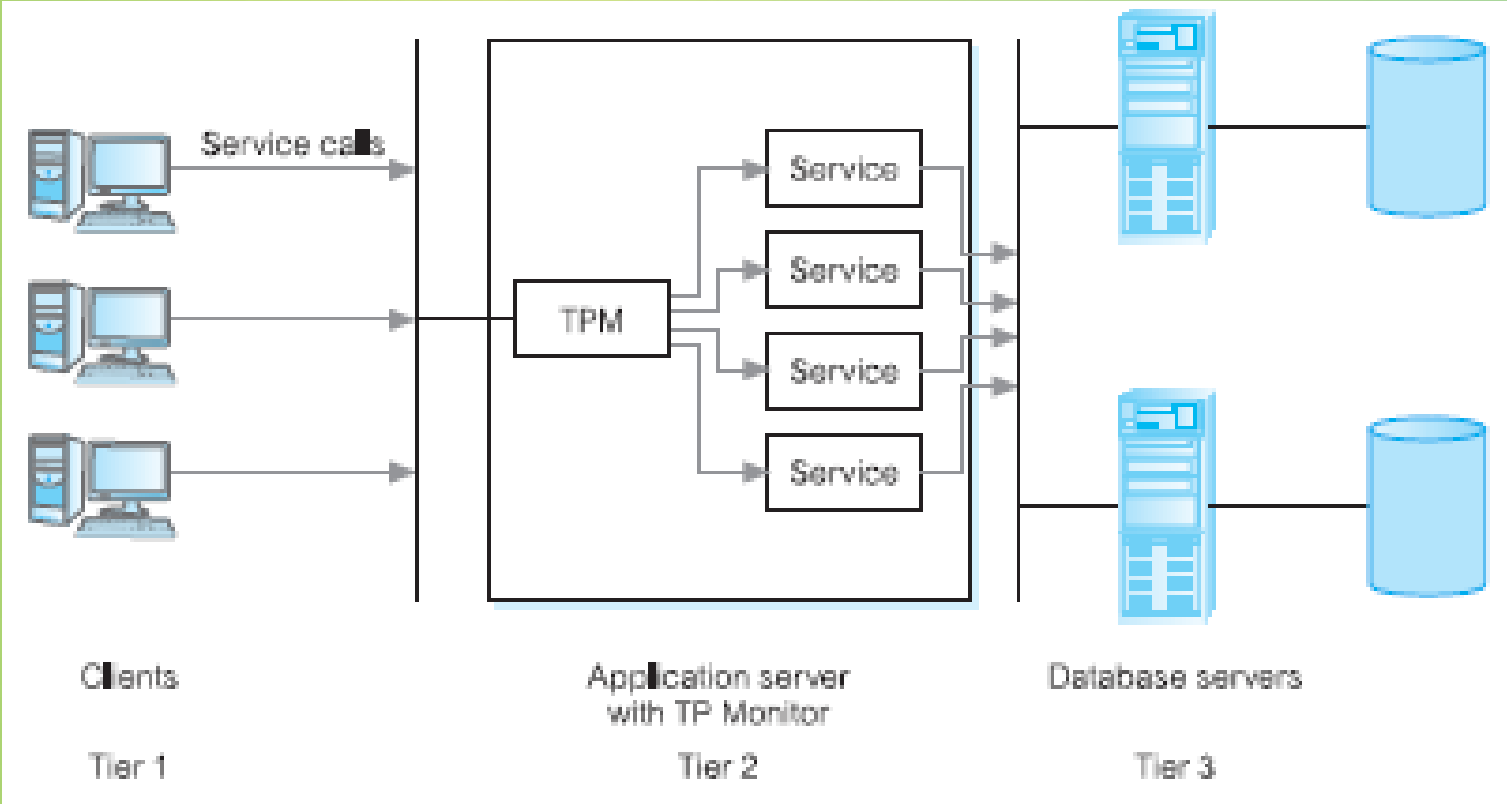 Service calls
Service
Service
TPM
Service
Service
Clients
Application server
with TP Monitor
Database servers
Tier 1
Tier 2
Tier 3